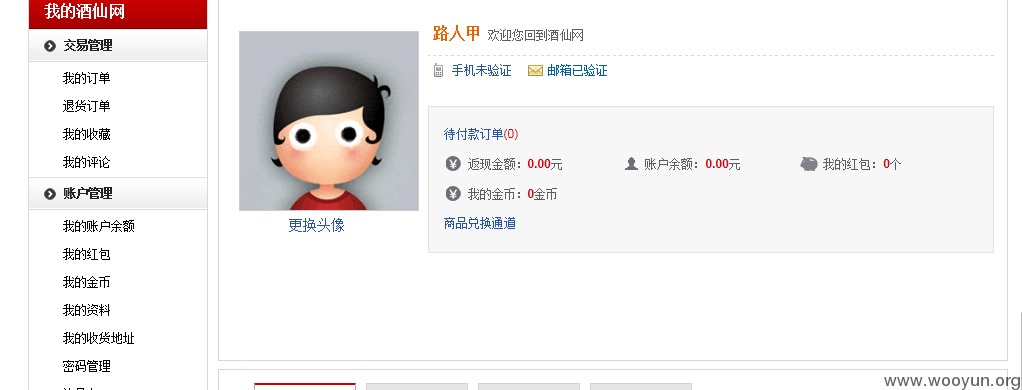 我的酒仙网
交易管理
我的订单
退货订单
我的收藏
我的评论
账户管理
我的账户余额
我的红包
我的金币
我的资料
我的收货地址
密码管理
更换头像
路人甲 欢迎您回到酒仙网
手机未验证 邮箱已验证
待付款订单(0)
返现金额：0.00元 账户余额：0.00元 我的红包：0个
我的金币：0金币
商品兑换通道
www.wooyun.org